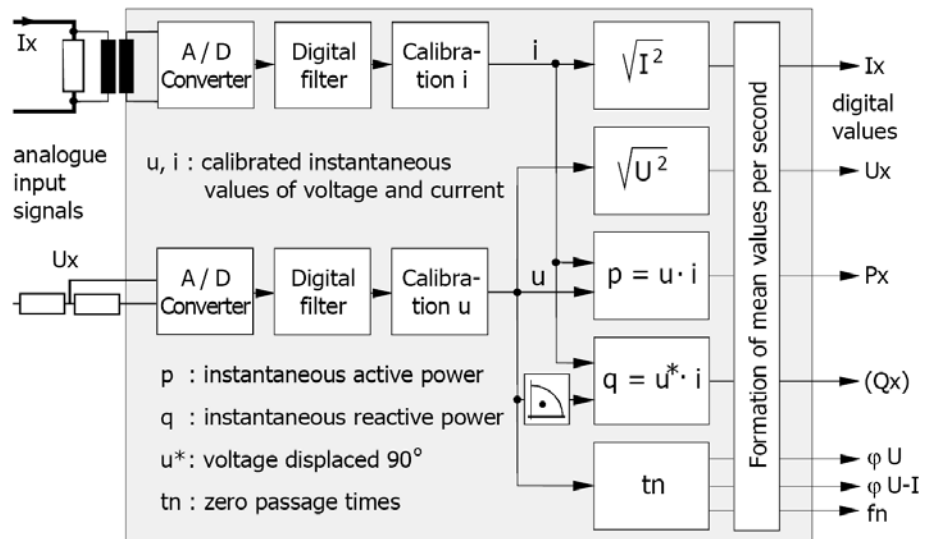 Ix
A / D
Converter
Digital
filter
Calibra-
tion i
i
√I²
Ix
digital
values
analogue
input
signals
u, i : calibrated instantaneous
values of voltage and current
√U²
Ux
Formation of mean values per second
Ux
A / D
Converter
Digital
filter
Calibra-
tion u
u
p = u · i
Px
p : instantaneous active power
q : instantaneous reactive power
u* : voltage displaced 90°
tn : zero passage times
q = u* · i
(Qx)
tn
φ U
φ U-I
fn